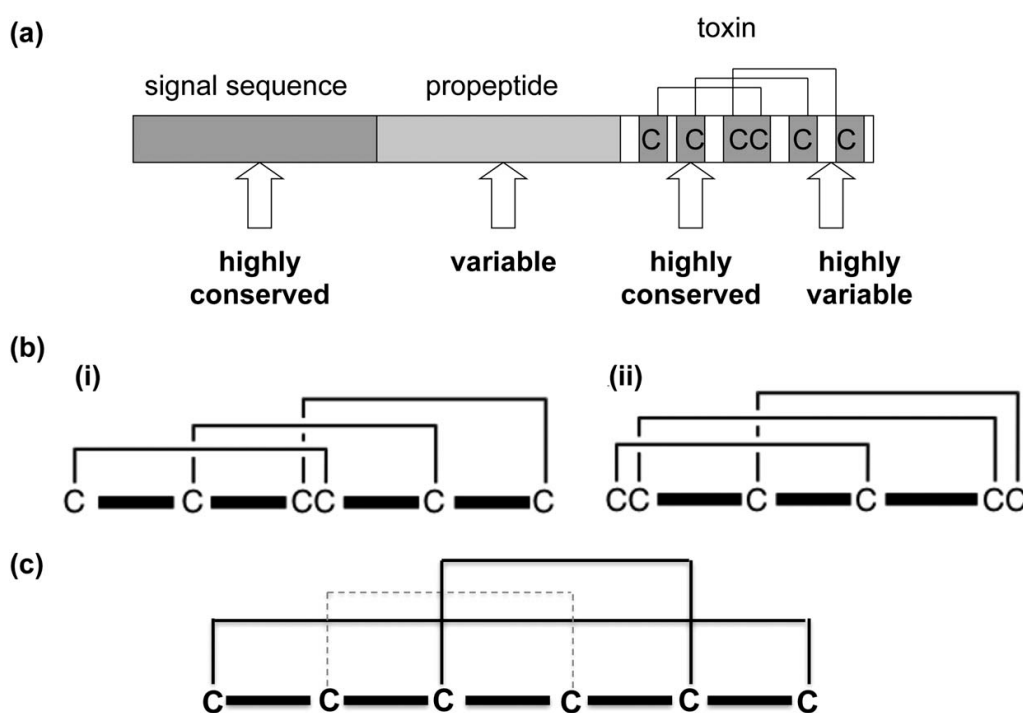 (a)
toxin
signal sequence
propeptide
C C CC C C
highly
conserved
variable
highly
conserved
highly
variable
(b)
(i)
(ii)
C C CC C C
CC C C CC
(c)
C C C C C C